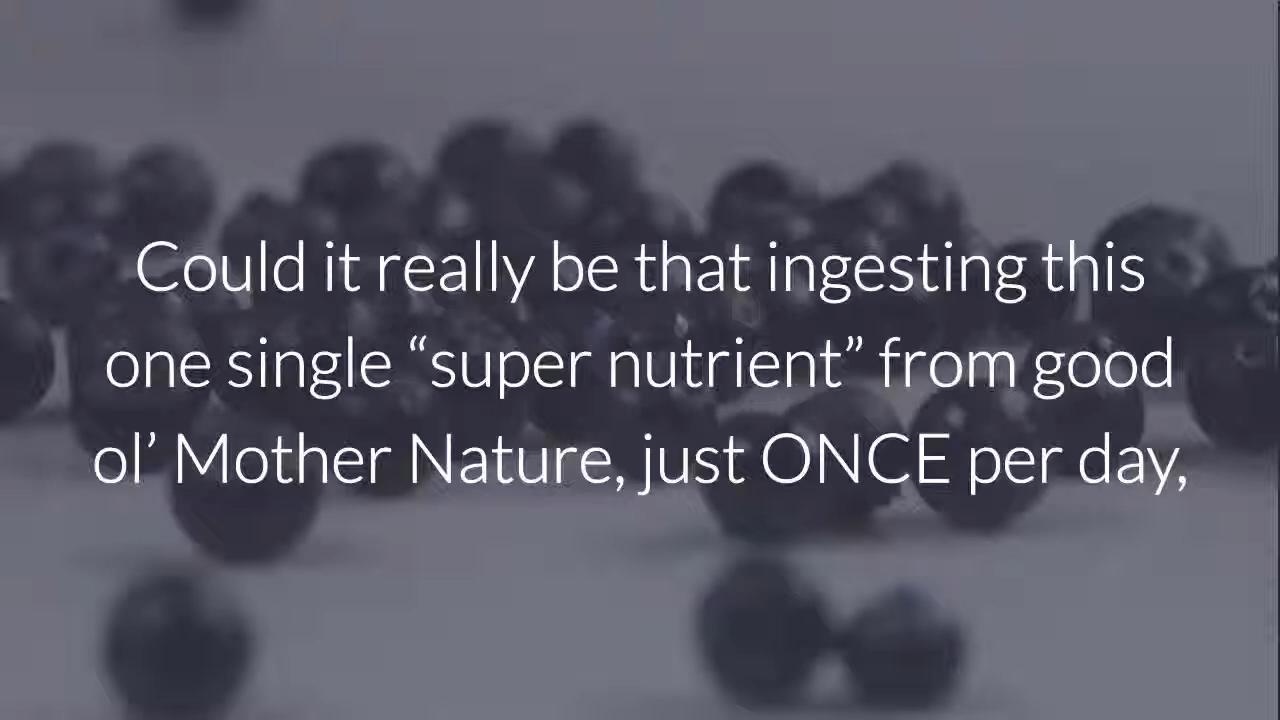 Could it really be that ingesting this
one single “super nutrient” from good
ol’ Mother Nature, just ONCE per day,